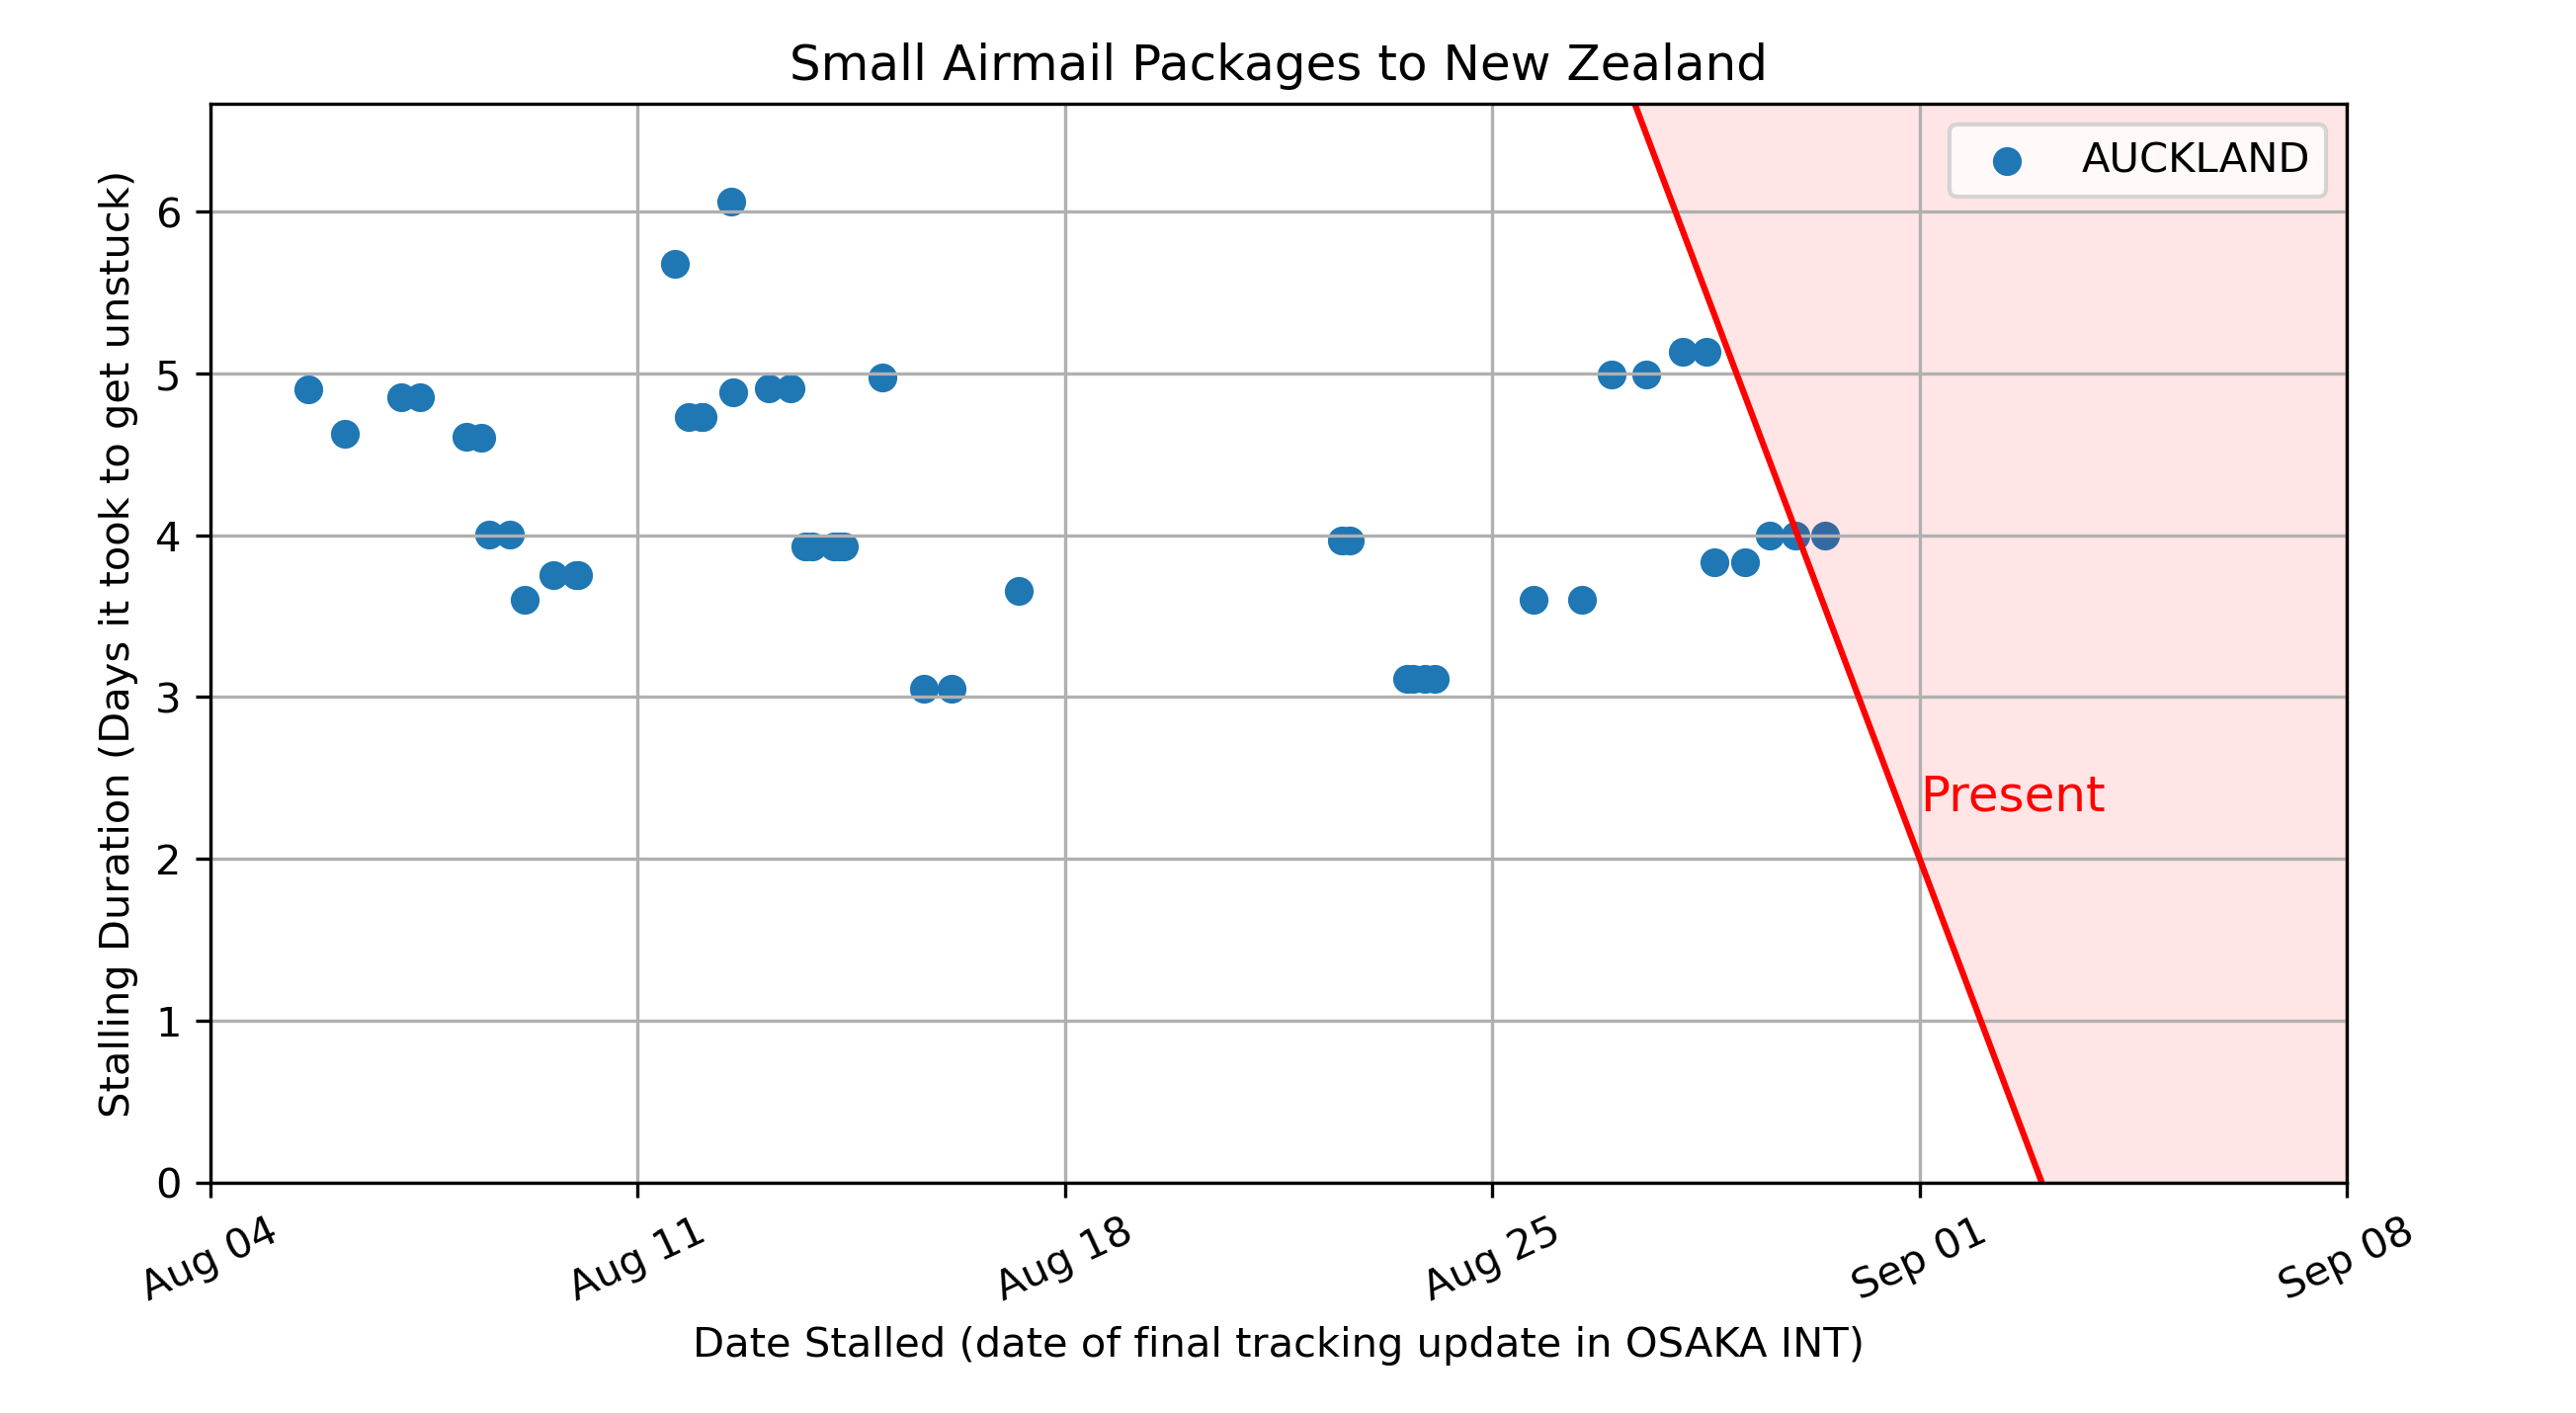 Small Airmail Packages to New Zealand
AUCKLAND
Stalling Duration (Days it took to get unstuck)
6
5
4
3
2
1
0
Present
Aug 04
Aug 11
Aug 18
Aug 25
Sep 01
Sep 08
Date Stalled (date of final tracking update in OSAKA INT)